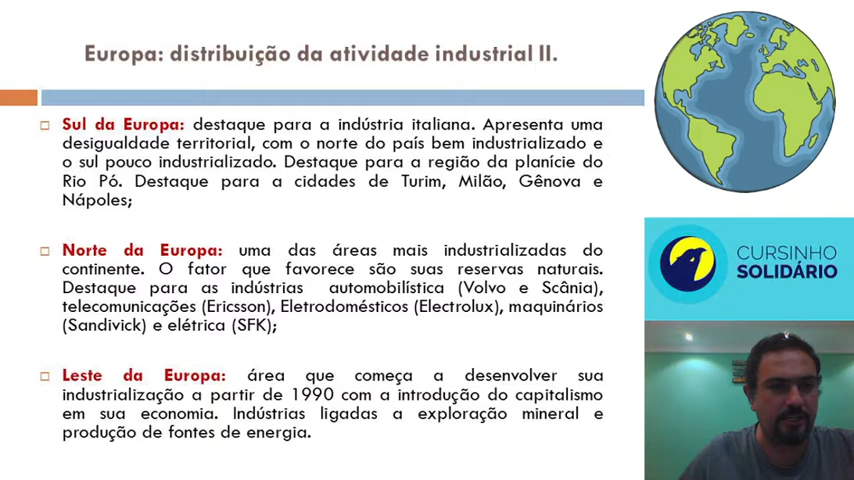 Europa: distribuição da atividade industrial II.
Sul da Europa: destaque para a indústria italiana. Apresenta uma
desigualdade territorial, com o norte do país bem industrializado e
o sul pouco industrializado. Destaque para a região da planície do
Rio Pó. Destaque para a cidades de Turim, Milão, Gênova e
Nápoles;
Norte da Europa: uma das áreas mais industrializadas do
continente. O fator que favorece são suas reservas naturais.
Destaque para as indústrias automobilística (Volvo e Scânia),
telecomunicações (Ericsson), Eletrodomésticos (Electrolux), maquinários
(Sandivick) e elétrica (SFK);
Leste da Europa: área que começa a desenvolver sua
industrialização a partir de 1990 com a introdução do capitalismo
em sua economia. Indústrias ligadas a exploração mineral e
produção de fontes de energia.
CURSINHO
SOLIDÁRIO